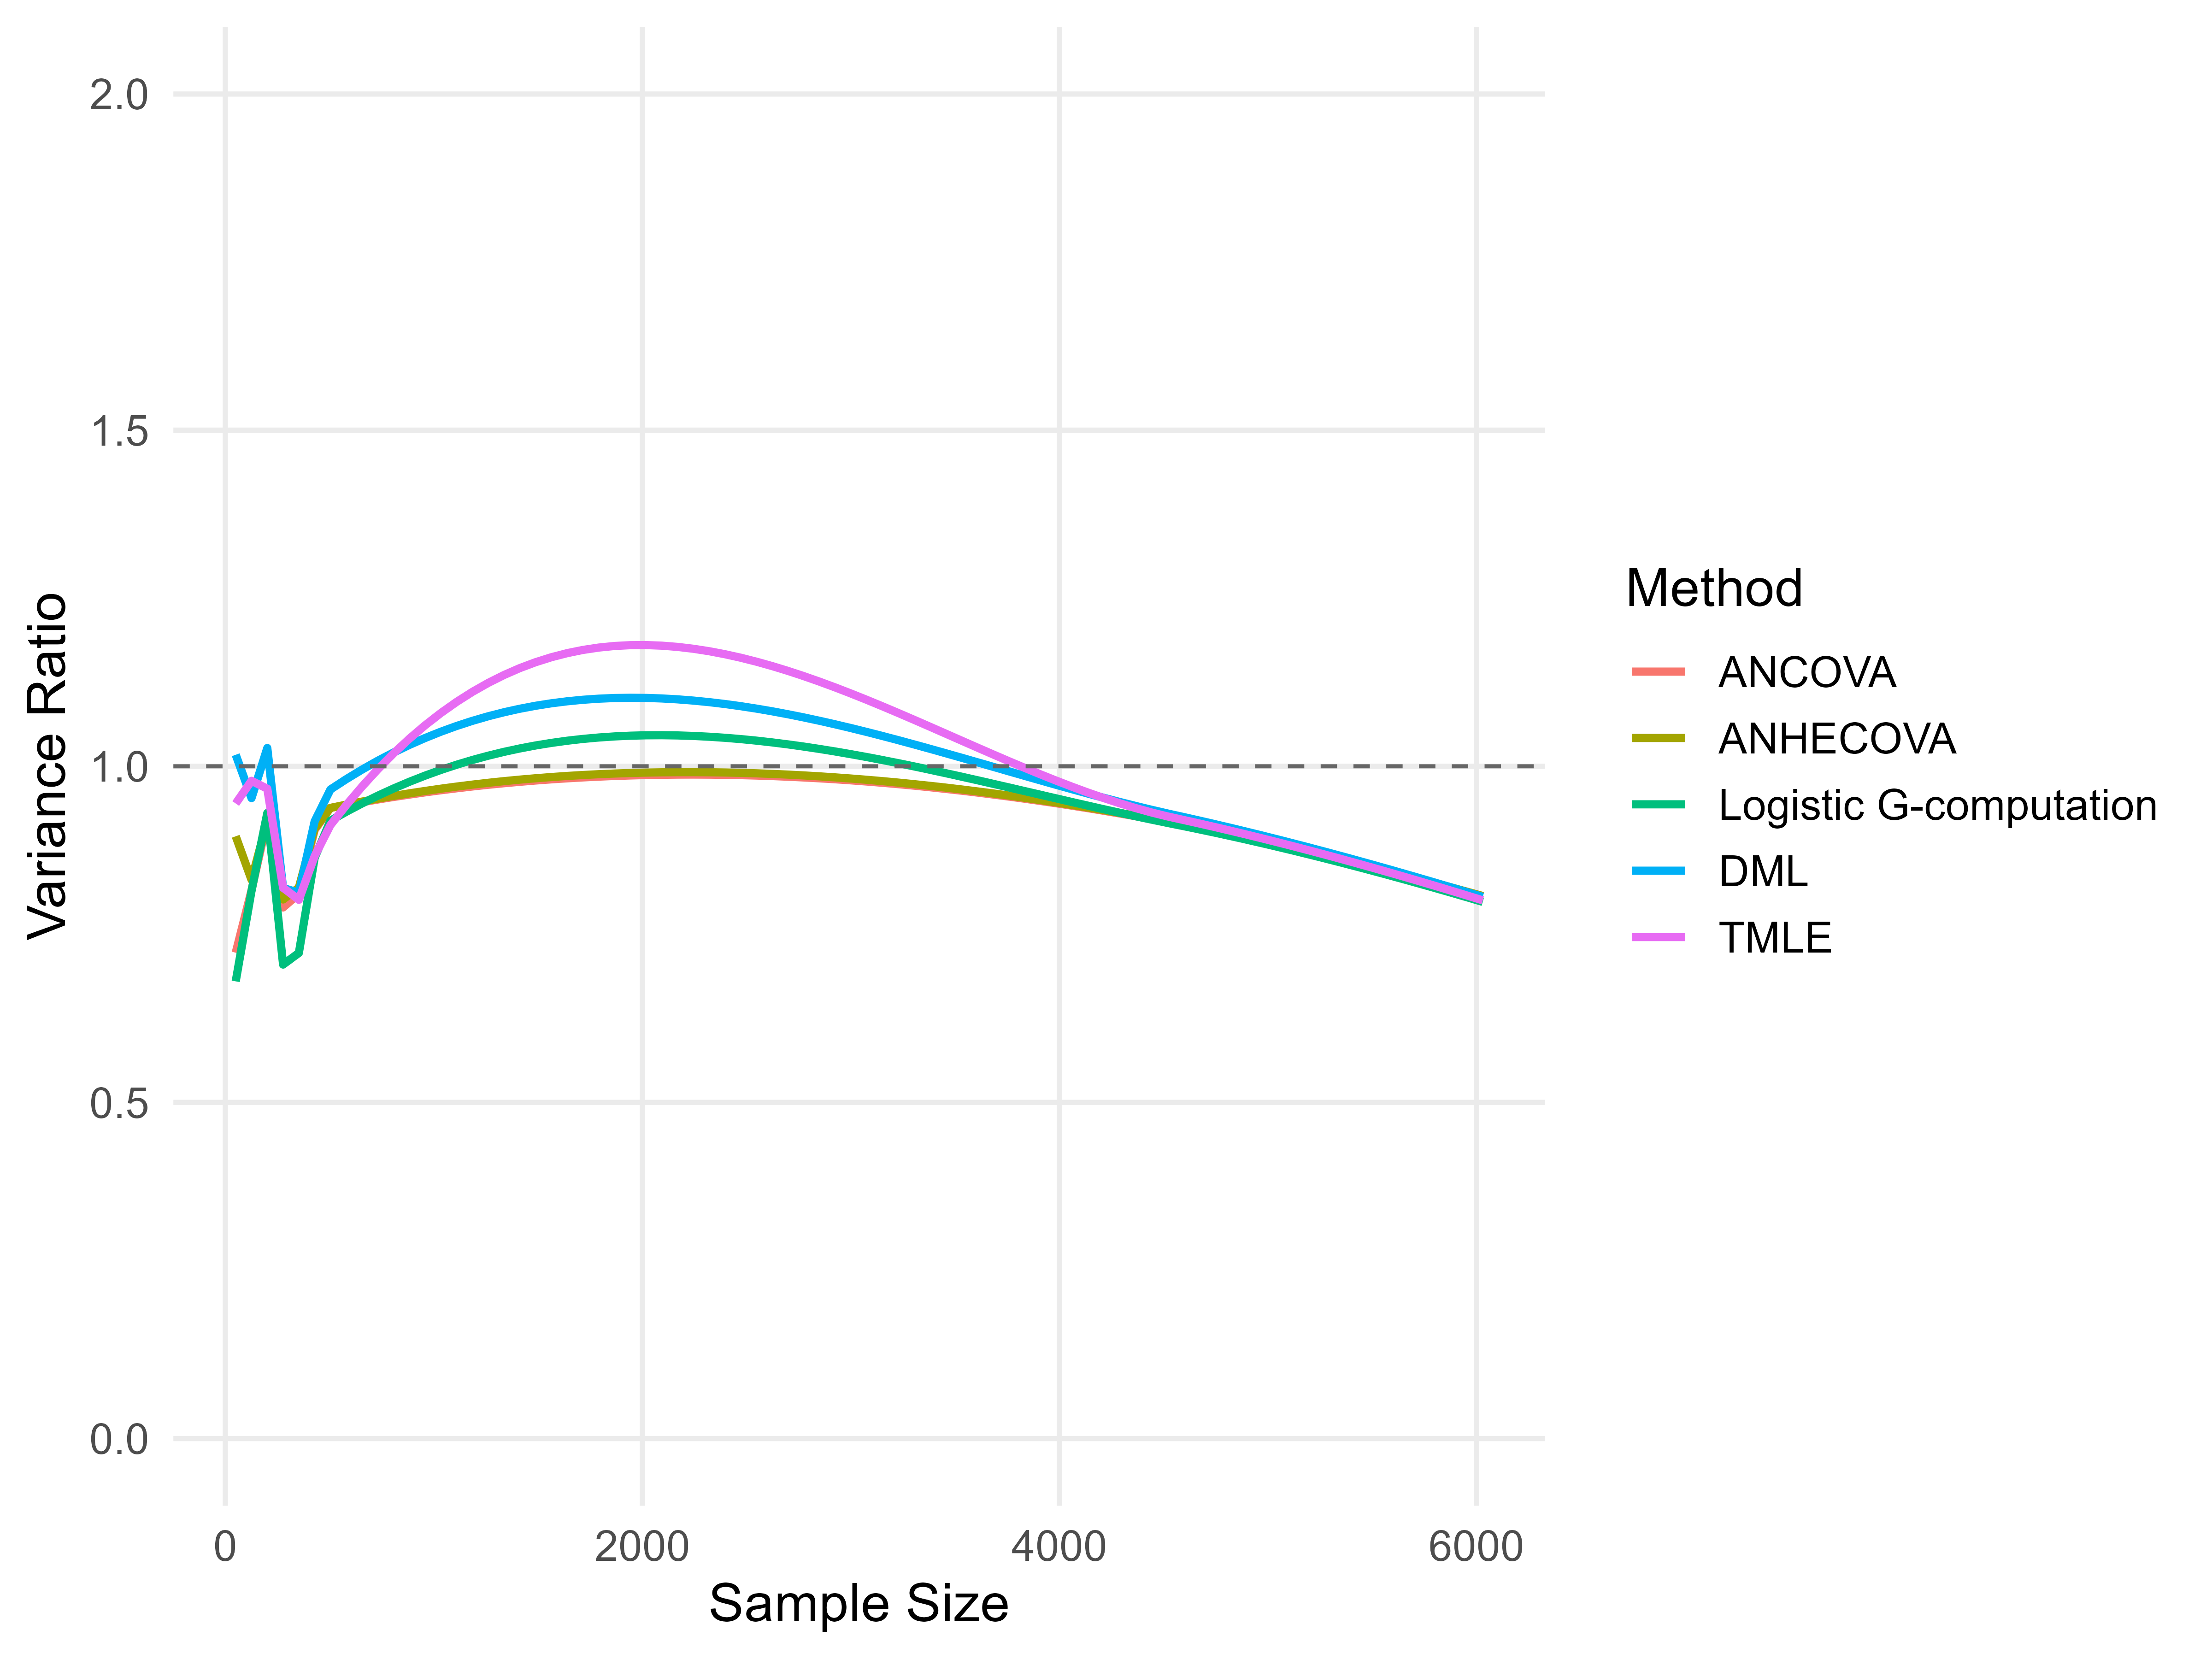 2.0
1.5
1.0
0.5
0.0
Variance Ratio
0
2000
4000
6000
Sample Size
Method
ANCOVA
ANHECOVA
Logistic G-computation
DML
TMLE